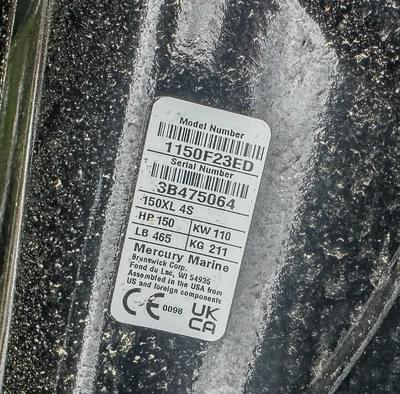 Model Number
1150F23ED
Serial Number
3B475064
150XL 4S
HP 150 KW 110
LB 465 KG 211
Mercury Marine
Brunswick Corp.
Fond du Lac, WI 54935
Assembled in the USA from
US and foreign components
CE 0098 UK
CA